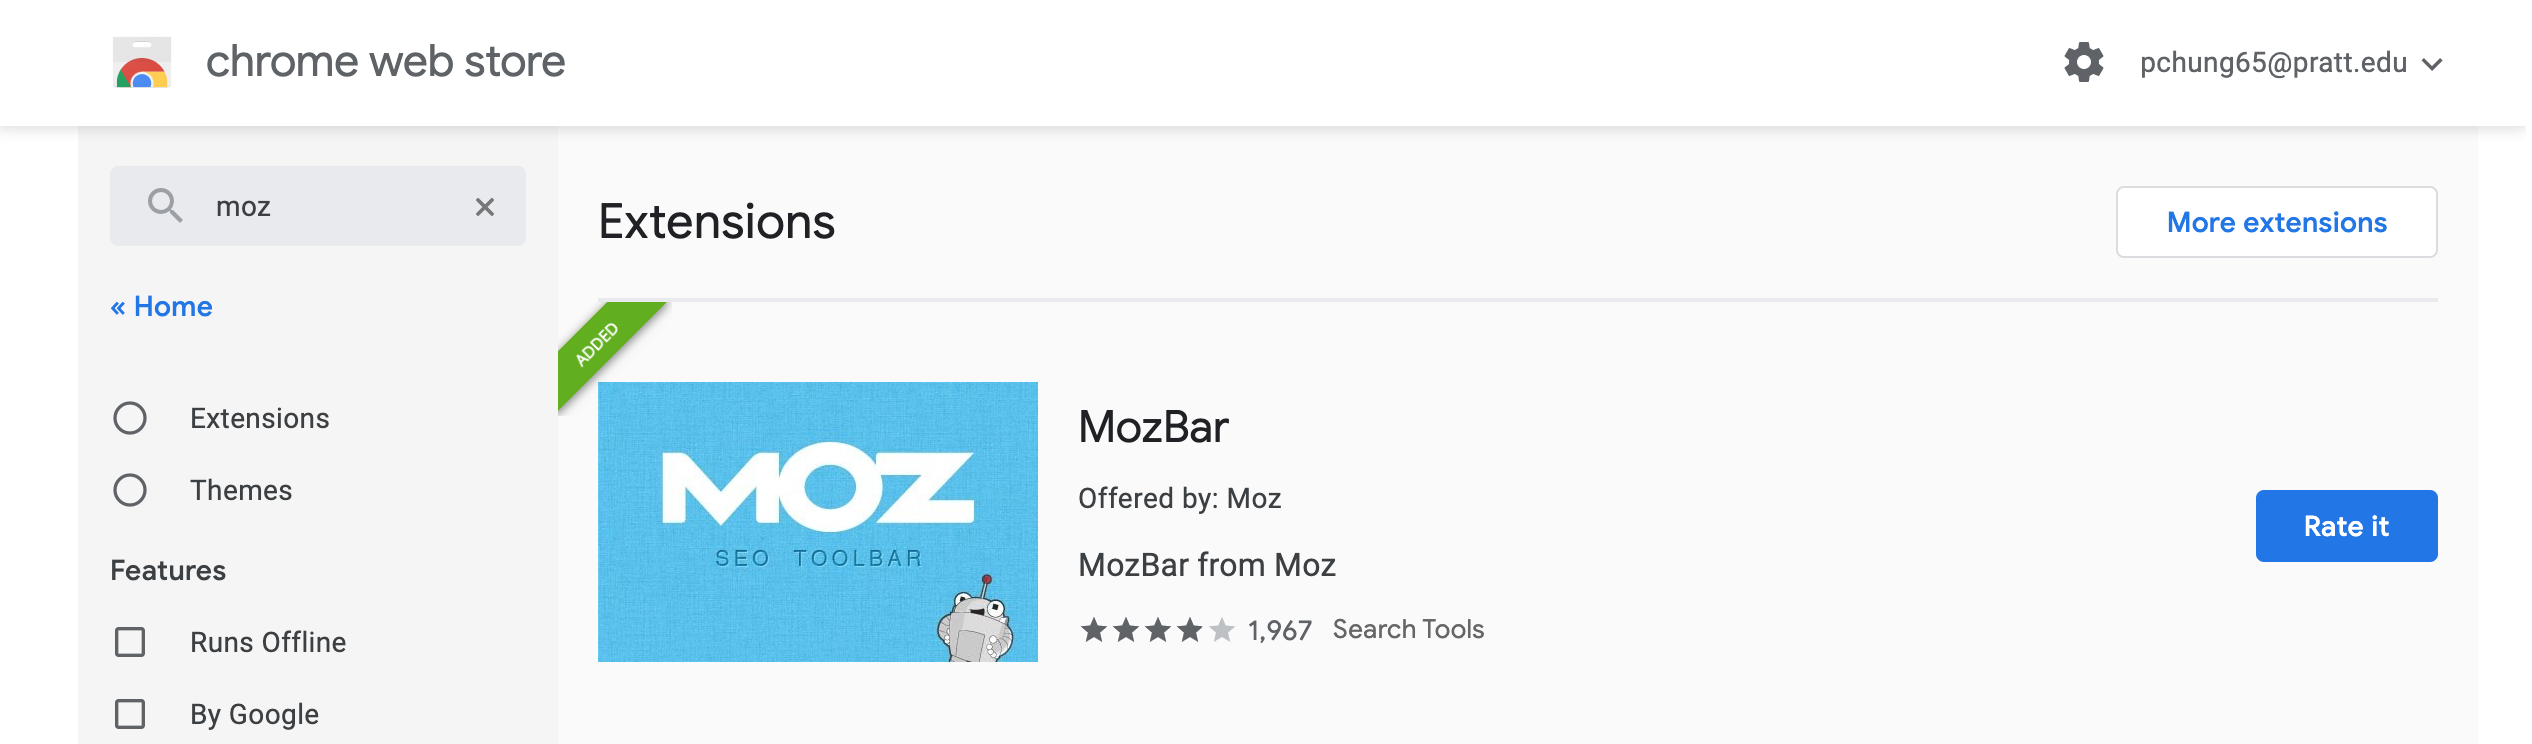 chrome web store
pchung65@pratt.edu
moz
« Home
Extensions
Themes
Features
Runs Offline
By Google
Extensions
More extensions
ADDED
MOZ
SEO TOOLBAR
MozBar
Offered by: Moz
MozBar from Moz
1,967 Search Tools
Rate it